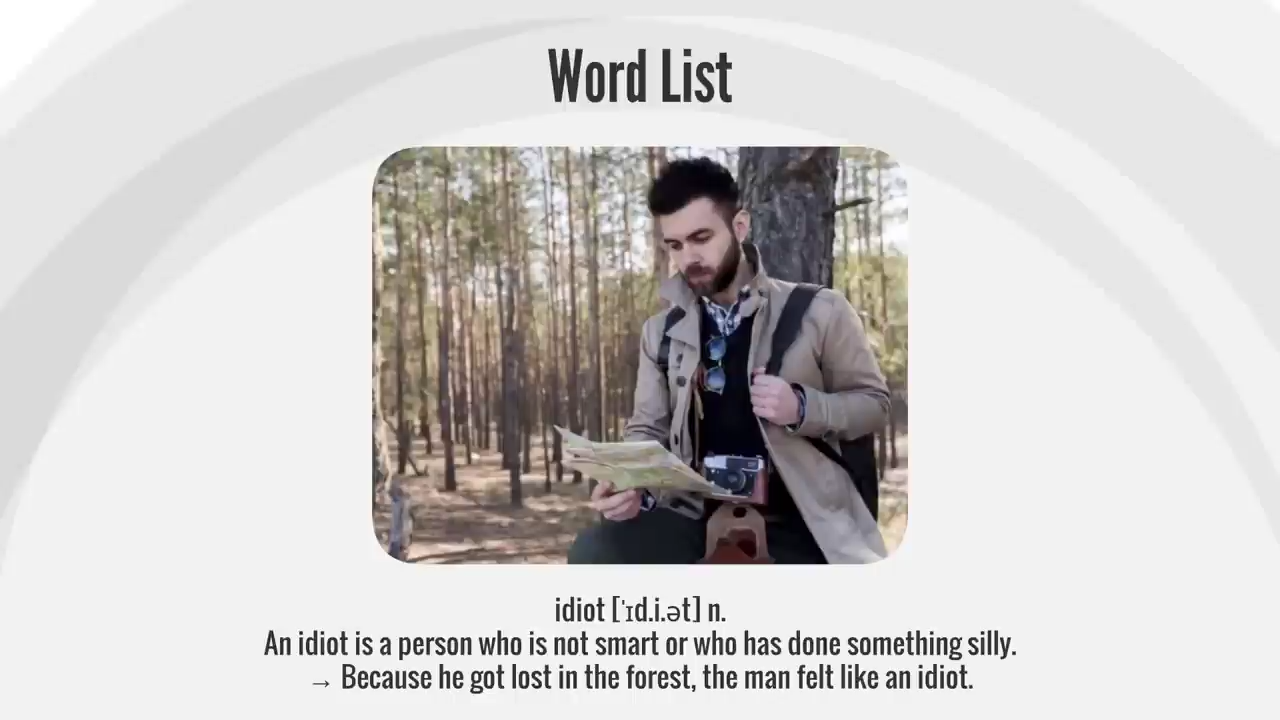 Word List
idiot [ˈɪd.i.ət] n.
An idiot is a person who is not smart or who has done something silly.
→ Because he got lost in the forest, the man felt like an idiot.